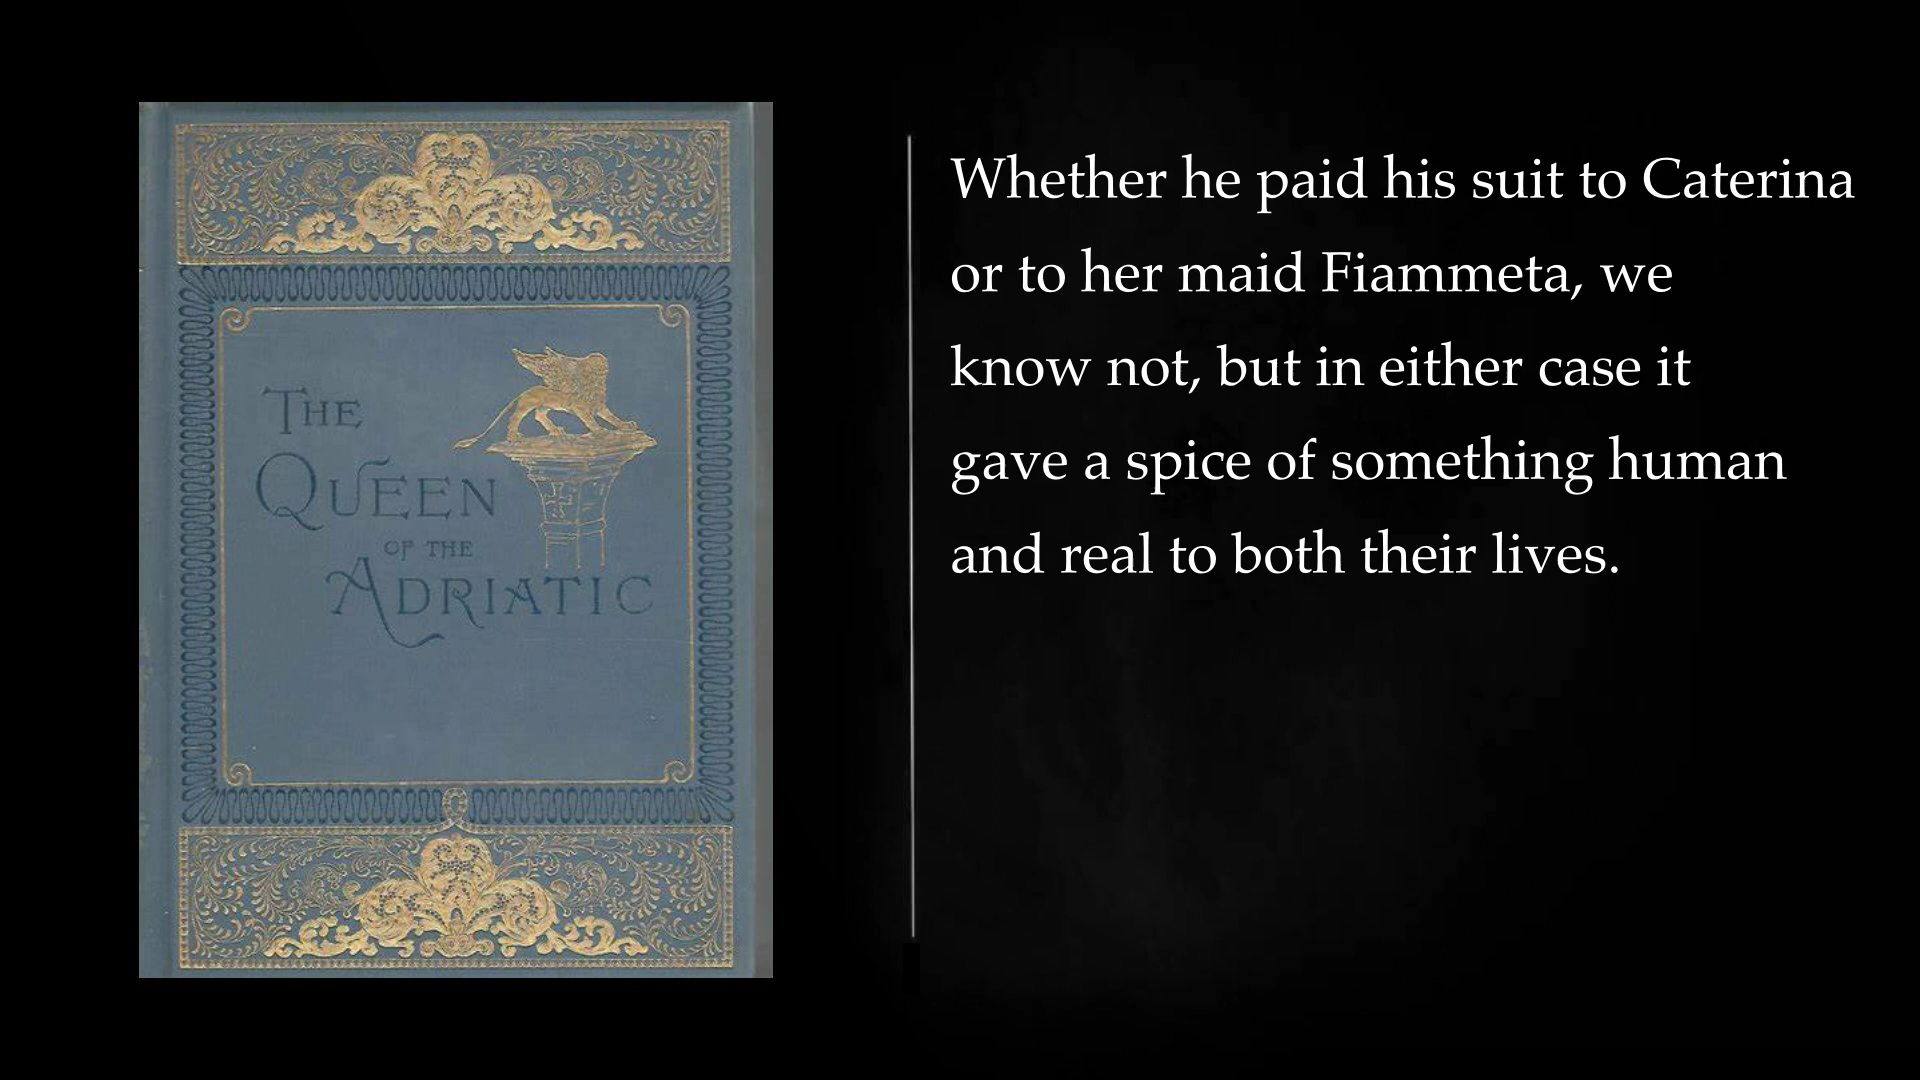 THE
QUEEN
OF THE
ADRIATIC
Whether he paid his suit to Caterina
or to her maid Fiammeta, we
know not, but in either case it
gave a spice of something human
and real to both their lives.